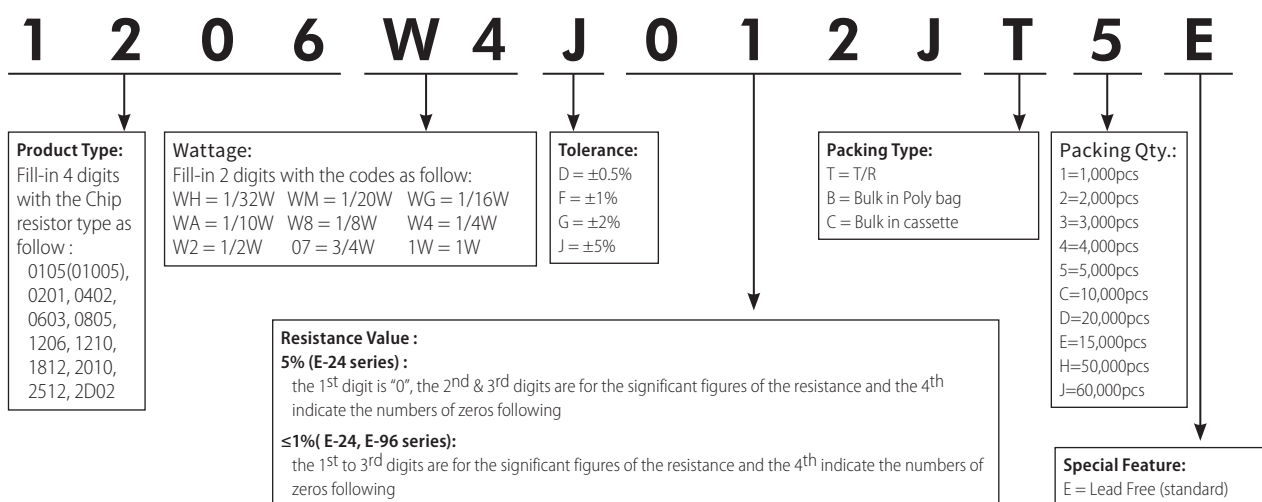 1 2 0 6 W 4 J 0 1 2 J T 5 E
Product Type:
Fill-in 4 digits
with the Chip
resistor type as
follow :
0105(01005),
0201, 0402,
0603, 0805,
1206, 1210,
1812, 2010,
2512, 2D02
Wattage:
Fill-in 2 digits with the codes as follow:
WH = 1/32W WM = 1/20W WG = 1/16W
WA = 1/10W W8 = 1/8W W4 = 1/4W
W2 = 1/2W 07 = 3/4W 1W = 1W
Tolerance:
D = ±0.5%
F = ±1%
G = ±2%
J = ±5%
Packing Type:
T = T/R
B = Bulk in Poly bag
C = Bulk in cassette
Packing Qty.:
1=1,000pcs
2=2,000pcs
3=3,000pcs
4=4,000pcs
5=5,000pcs
C=10,000pcs
D=20,000pcs
E=15,000pcs
H=50,000pcs
J=60,000pcs
Resistance Value :
5% (E-24 series) :
the 1st digit is “0”, the 2nd & 3rd digits are for the significant figures of the resistance and the 4th
indicate the numbers of zeros following
≤1%( E-24, E-96 series):
the 1st to 3rd digits are for the significant figures of the resistance and the 4th indicate the numbers of
zeros following
Special Feature:
E = Lead Free (standard)